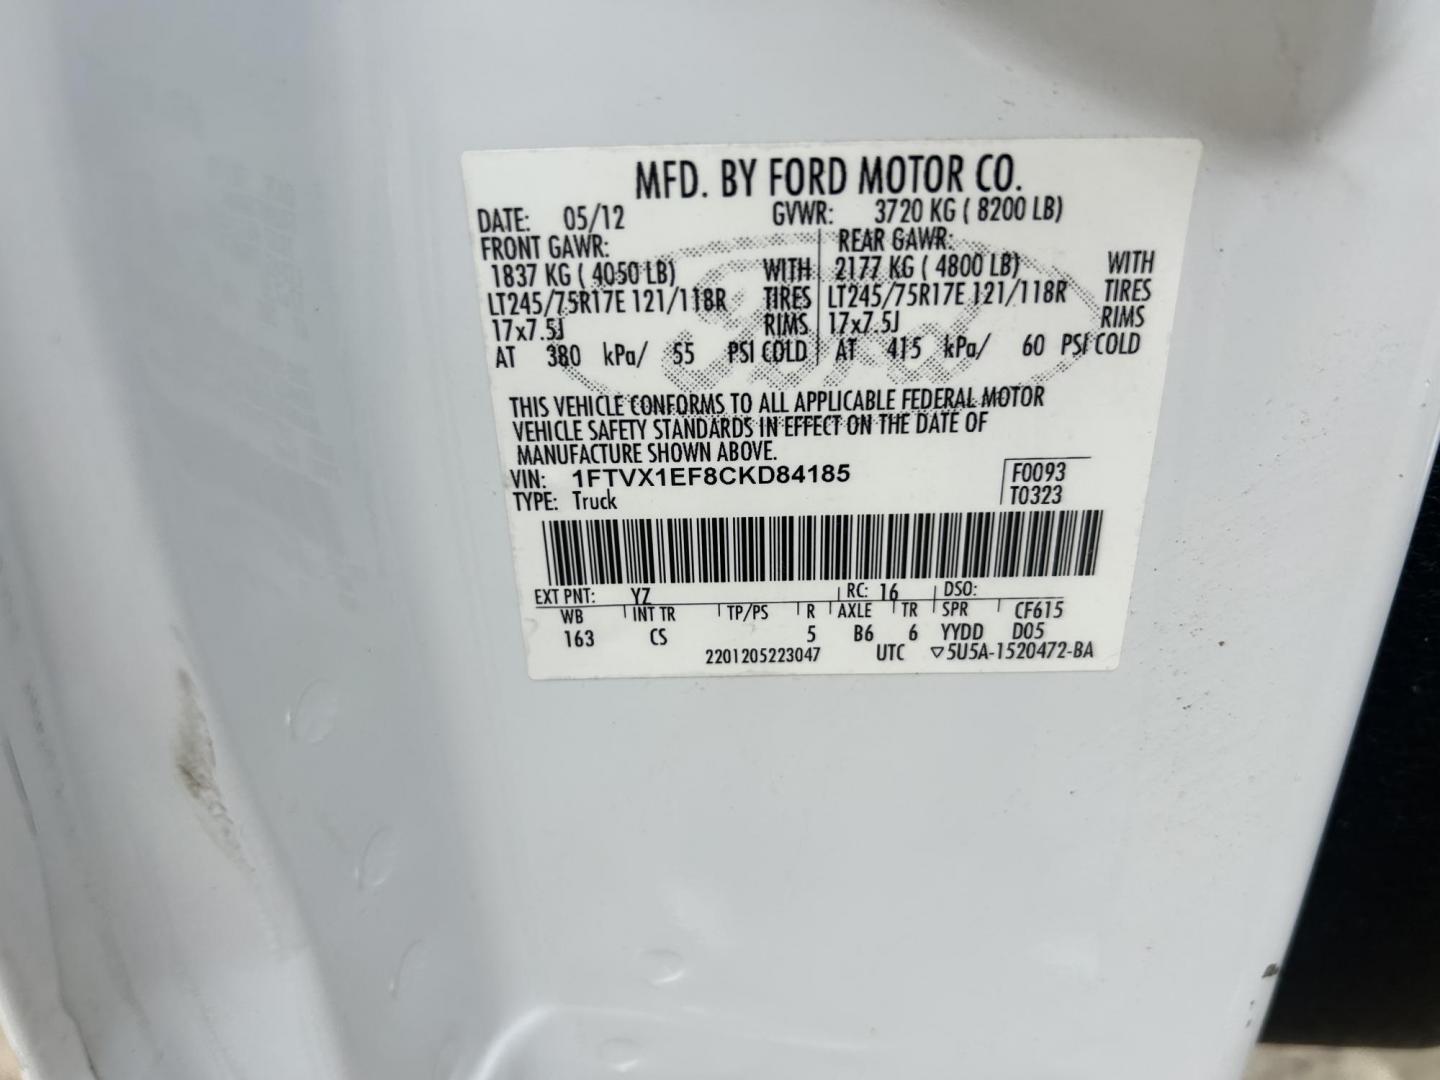 MFD. BY FORD MOTOR CO.
DATE: 05/12 GVWR: 3720 KG ( 8200 LB)
FRONT GAWR: REAR GAWR:
1837 KG ( 4050 LB) WITH 2177 KG ( 4800 LB) WITH
LT245/75R17E 121/118R TIRES LT245/75R17E 121/118R TIRES
17x7.5J RIMS 17x7.5J RIMS
AT 380 kPa/ 55 PSI COLD AT 415 kPa/ 60 PSI COLD
Ford
THIS VEHICLE CONFORMS TO ALL APPLICABLE FEDERAL MOTOR
VEHICLE SAFETY STANDARDS IN EFFECT ON THE DATE OF
MANUFACTURE SHOWN ABOVE.
VIN: 1FTVX1EF8CKD84185 F0093
TYPE: Truck T0323
EXT PNT: YZ RC: 16 DSO:
WB INT TR TP/PS R AXLE TR SPR CF615
163 CS 5 B6 6 YYDD D05
2201205223047 UTC ▽5U5A-1520472-BA